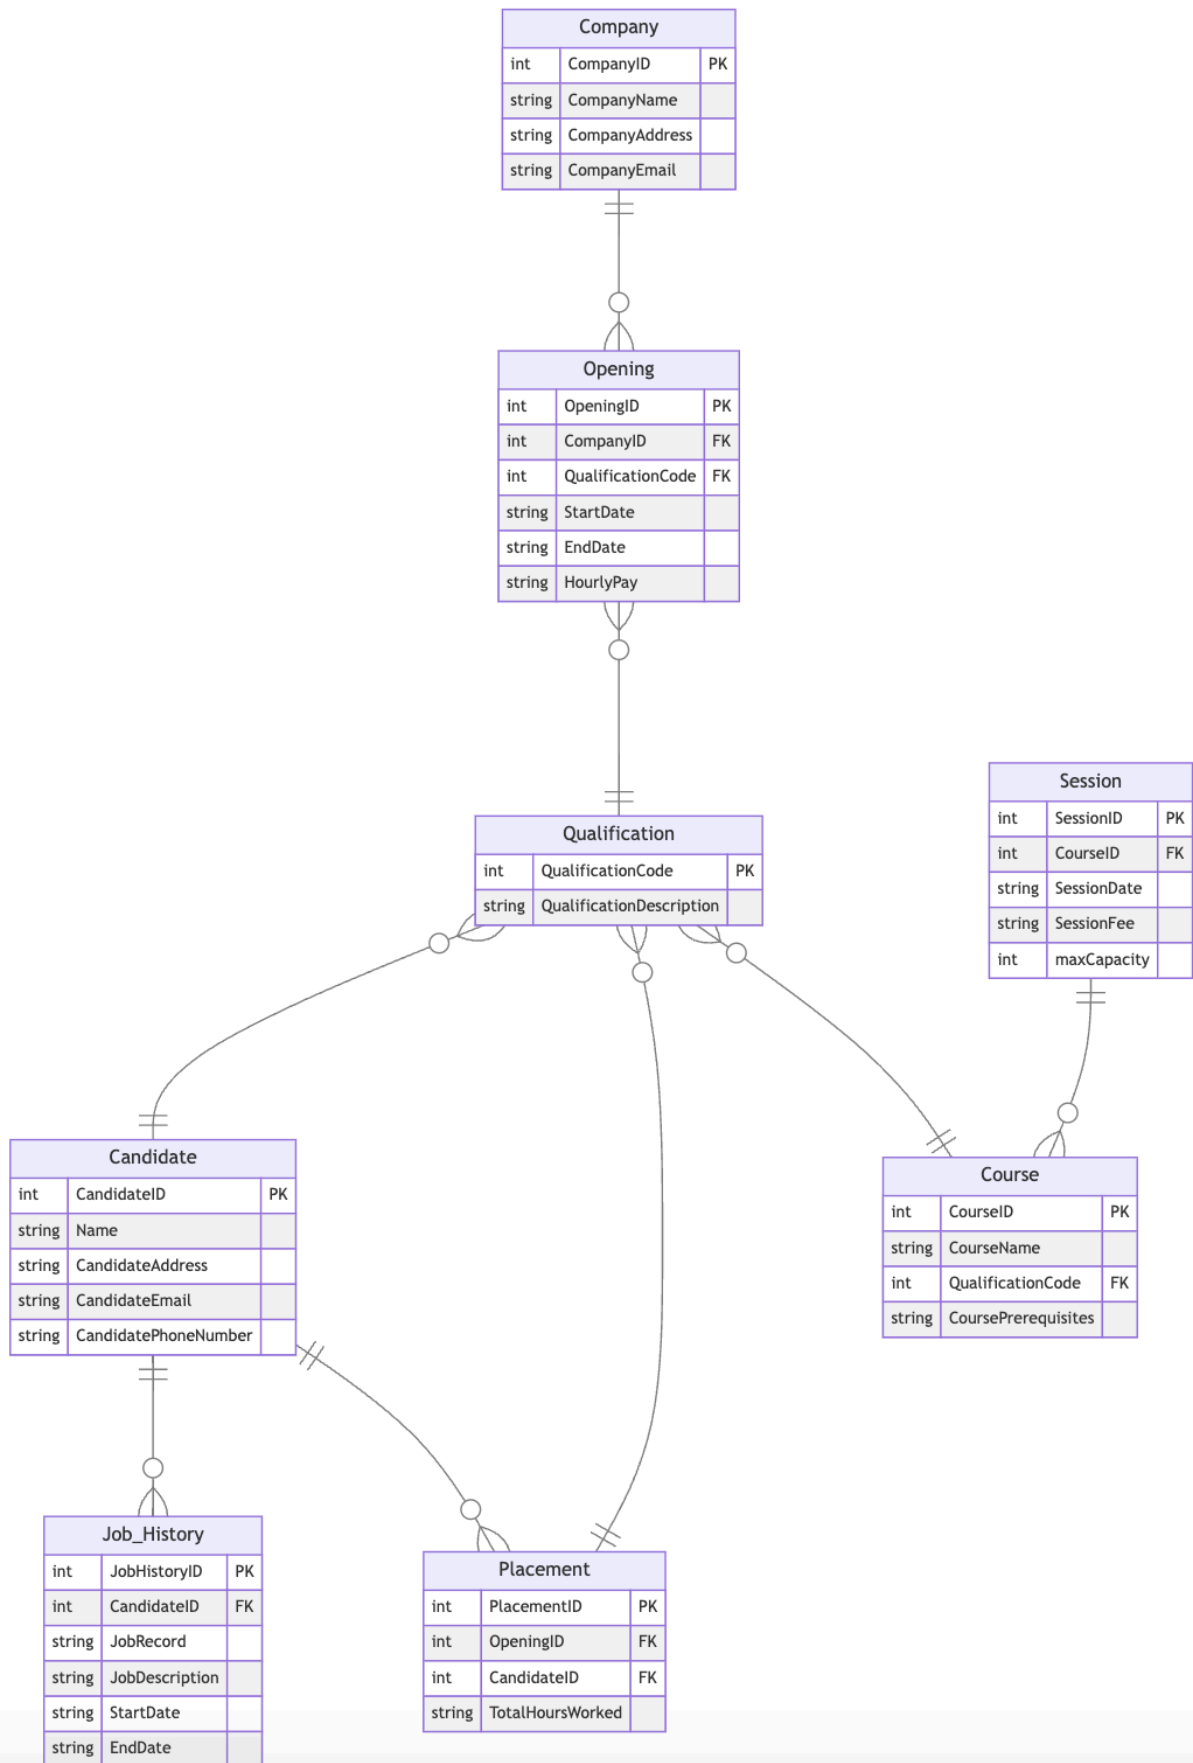 Company
int CompanyID PK
string CompanyName
string CompanyAddress
string CompanyEmail
Opening
int OpeningID PK
int CompanyID FK
int QualificationCode FK
string StartDate
string EndDate
string HourlyPay
Qualification
int QualificationCode PK
string QualificationDescription
Session
int SessionID PK
int CourseID FK
string SessionDate
string SessionFee
int maxCapacity
Candidate
int CandidateID PK
string Name
string CandidateAddress
string CandidateEmail
string CandidatePhoneNumber
Course
int CourseID PK
string CourseName
int QualificationCode FK
string CoursePrerequisites
Job_History
int JobHistoryID PK
int CandidateID FK
string JobRecord
string JobDescription
string StartDate
string EndDate
Placement
int PlacementID PK
int OpeningID FK
int CandidateID FK
string TotalHoursWorked